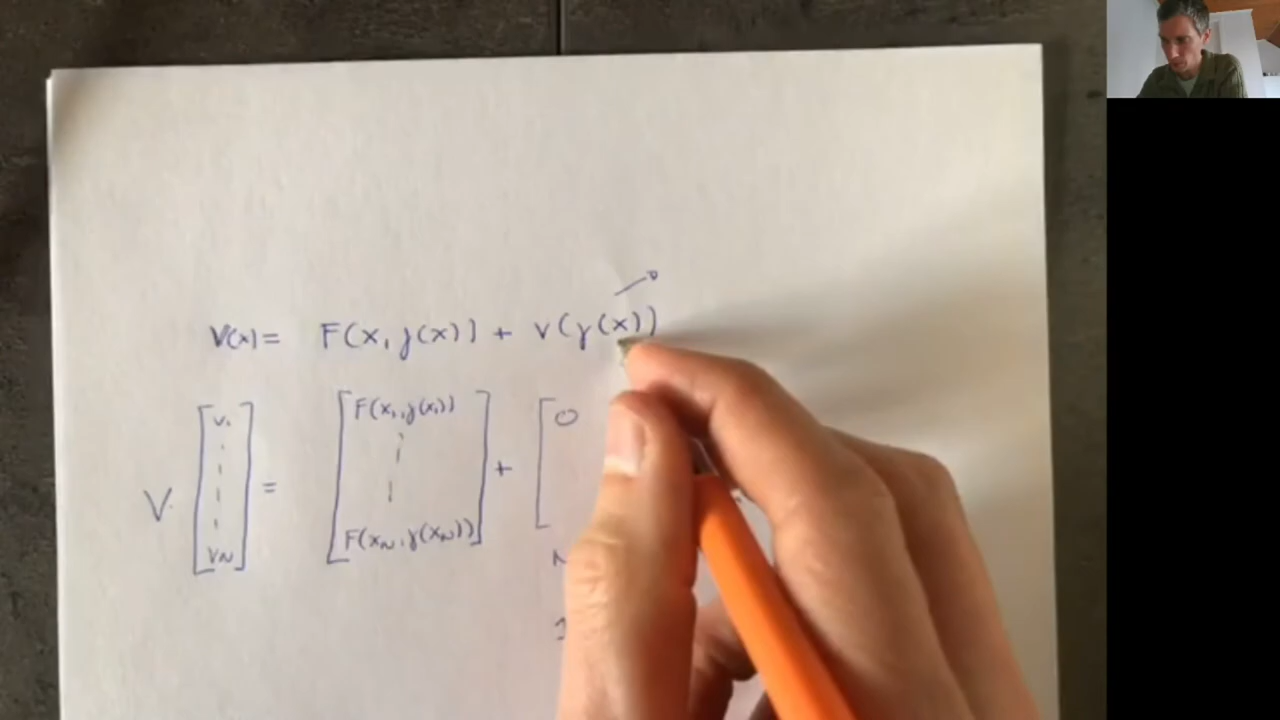 V(x) = F(x, y(x)) + V(y(x))
V [ V1 VN ] = [ F(x1, y(x1)) F(xN, y(xN)) ] + [ 0